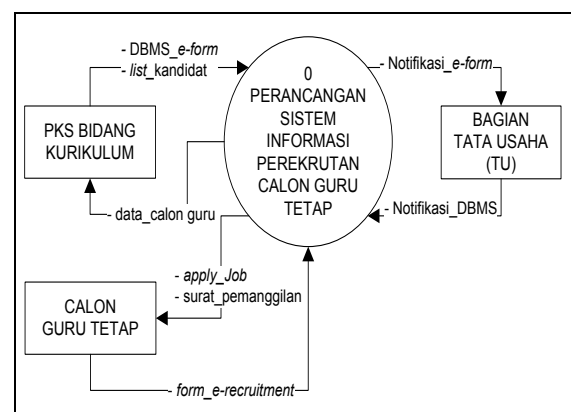 - DBMS_e-form
- list_kandidat
0
PERANCANGAN
SISTEM
INFORMASI
PEREKRUTAN
CALON GURU
TETAP
- Notifikasi_e-form
PKS BIDANG
KURIKULUM
BAGIAN
TATA USAHA
(TU)
- data_calon guru
- Notifikasi_DBMS
- apply_Job
- surat_pemanggilan
CALON
GURU TETAP
- form_e-recruitment